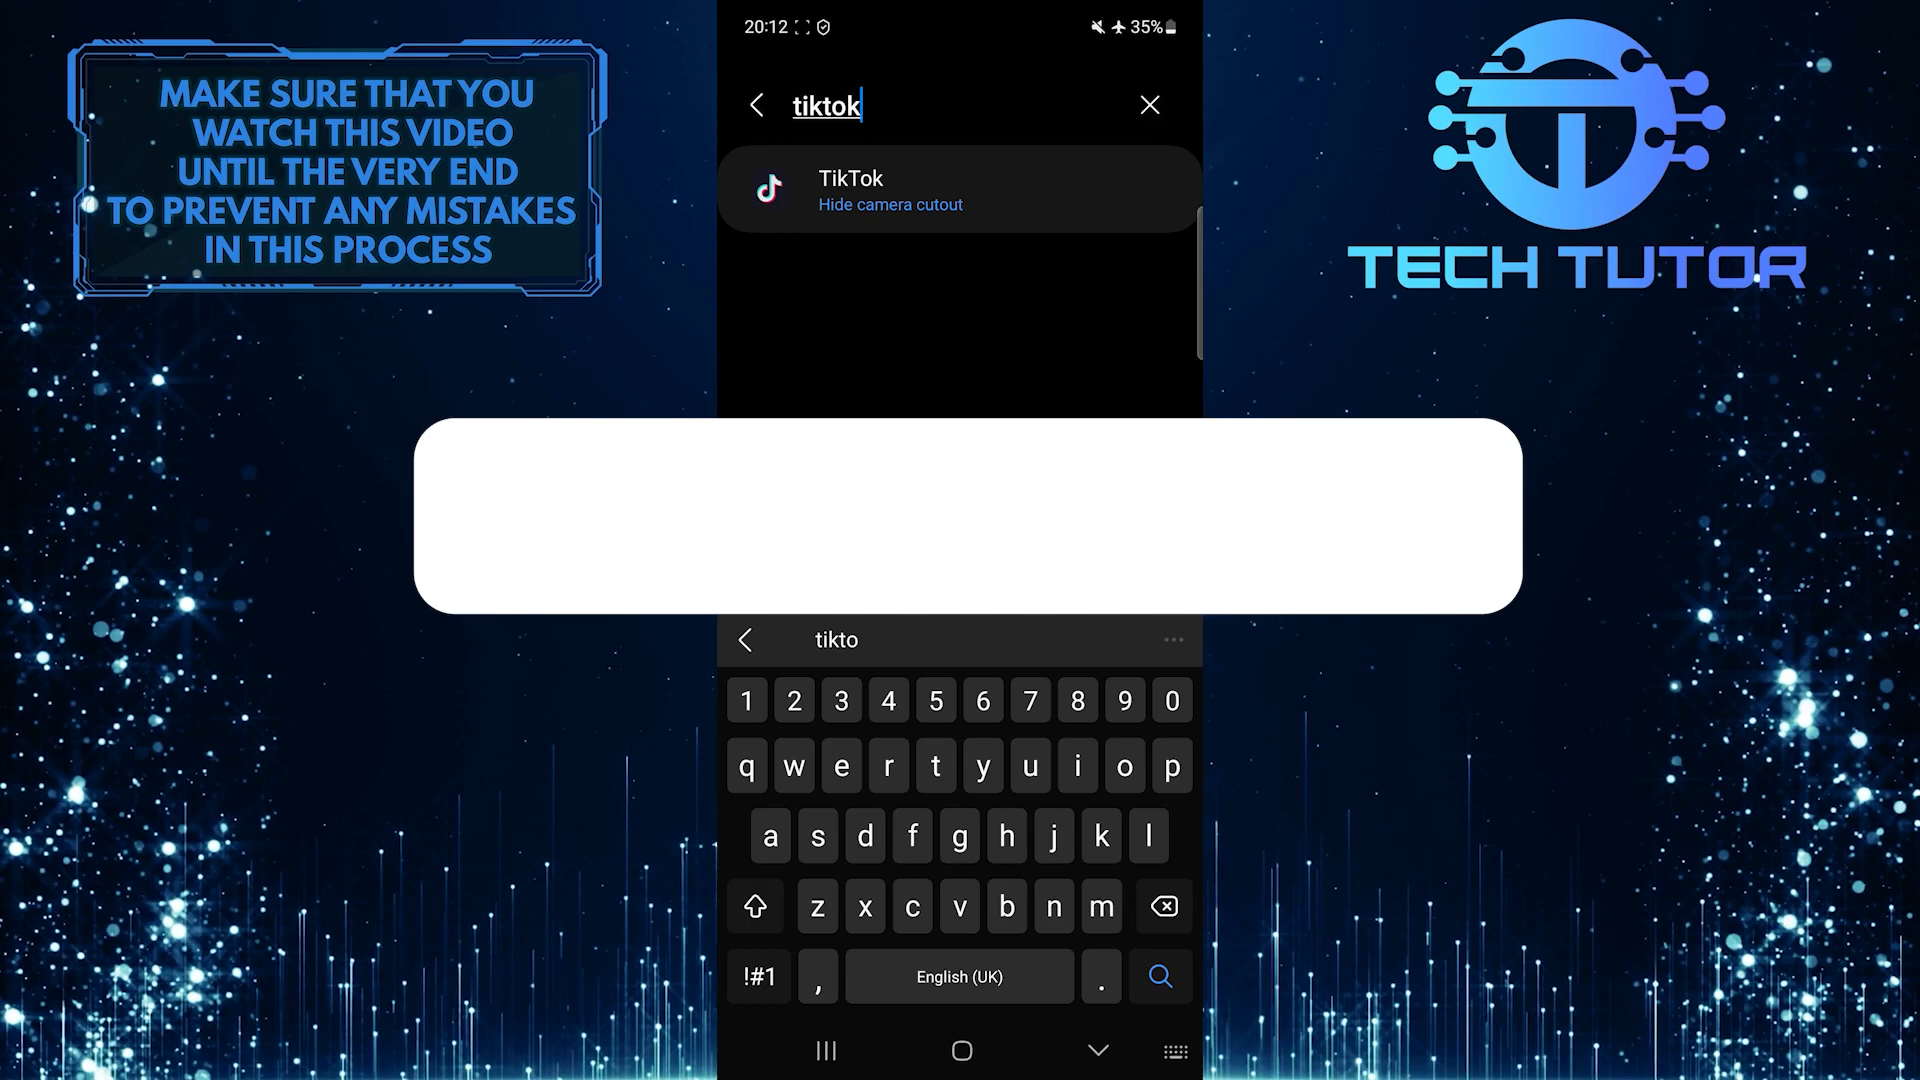 MAKE SURE THAT YOU
WATCH THIS VIDEO
UNTIL THE VERY END
TO PREVENT ANY MISTAKES
IN THIS PROCESS
20:12
35%
tiktok
TikTok
Hide camera cutout
TECH TUTOR
tikto
1 2 3 4 5 6 7 8 9 0
q w e r t y u i o p
a s d f g h j k l
z x c v b n m
!#1 , English (UK) .